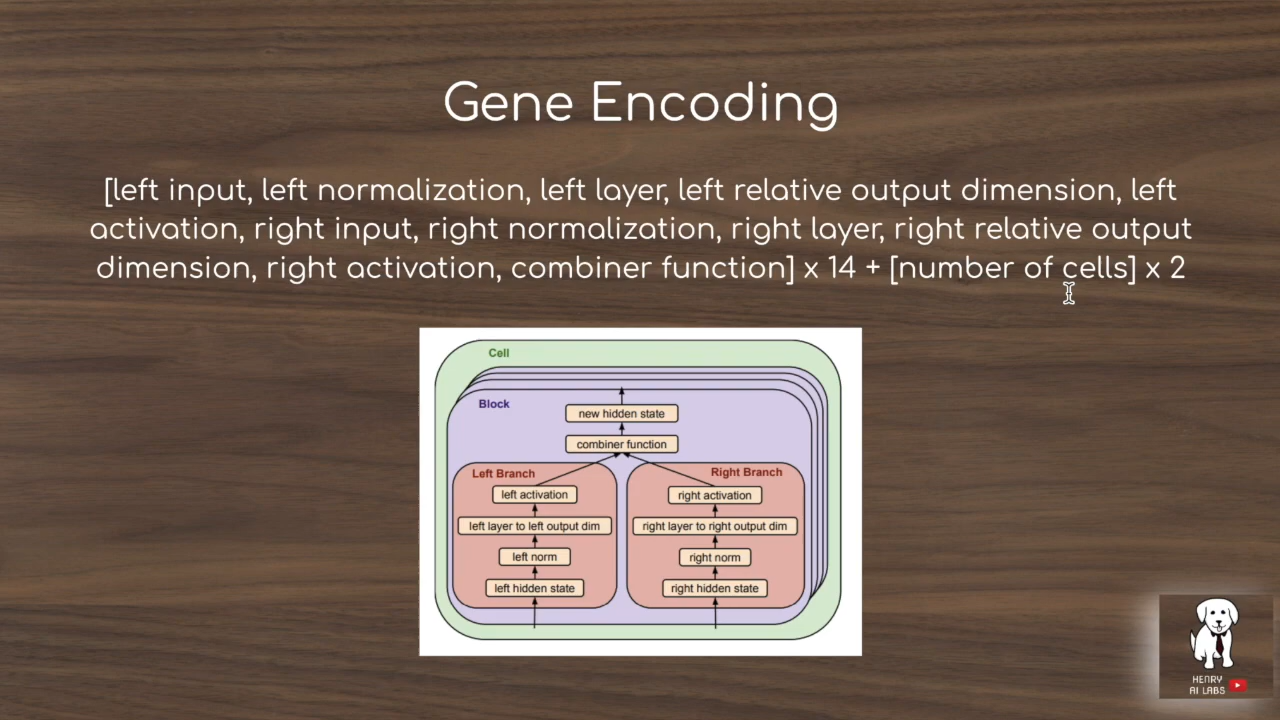 Gene Encoding
[left input, left normalization, left layer, left relative output dimension, left
activation, right input, right normalization, right layer, right relative output
dimension, right activation, combiner function] x 14 + [number of cells] x 2
Cell
Block
new hidden state
combiner function
Left Branch
Right Branch
left activation
right activation
left layer to left output dim
right layer to right output dim
left norm
right norm
left hidden state
right hidden state
HENRY
AI LABS